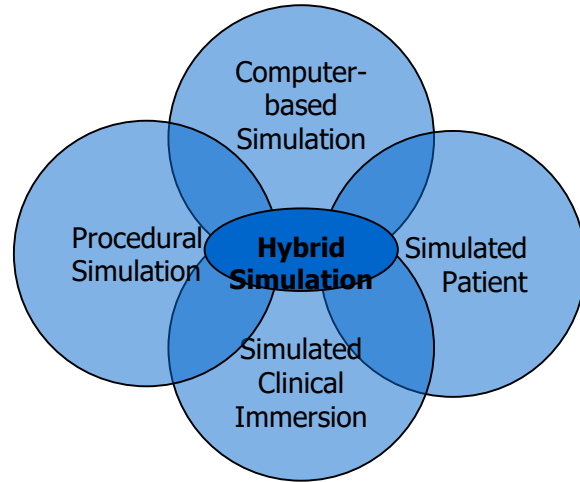 Computer-
based
Simulation
Procedural
Simulation
Hybrid
Simulation
Simulated
Patient
Simulated
Clinical
Immersion